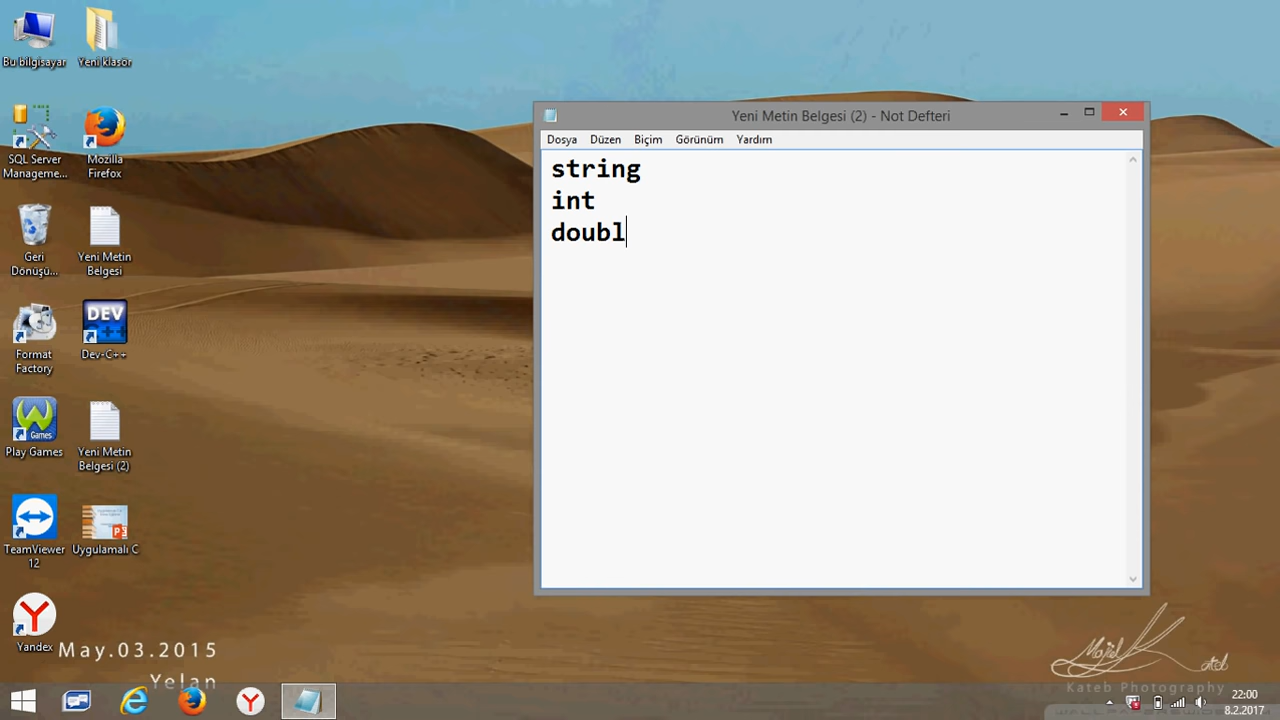 Bu bilgisayar
Yeni klasör
SQL Server
Manageme...
Mozilla
Firefox
Geri
Dönüşü...
Yeni Metin
Belgesi
Format
Factory
DEV
C++
Dev-C++
Games
Play Games
Yeni Metin
Belgesi (2)
TeamViewer
12
Uygulamalı C
Yandex
May.03.2015
Yelan
Yeni Metin Belgesi (2) - Not Defteri
Dosya Düzen Biçim Görünüm Yardım
string
int
doubl
Kateb Photography
22:00
8.2.2017